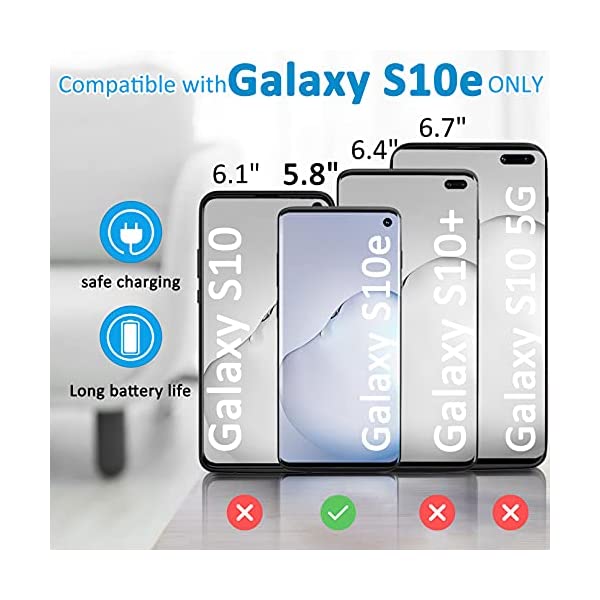 Compatible with Galaxy S10e ONLY
6.1"
5.8"
6.4"
6.7"
safe charging
Long battery life
Galaxy S10
Galaxy S10e
Galaxy S10+
Galaxy S10 5G